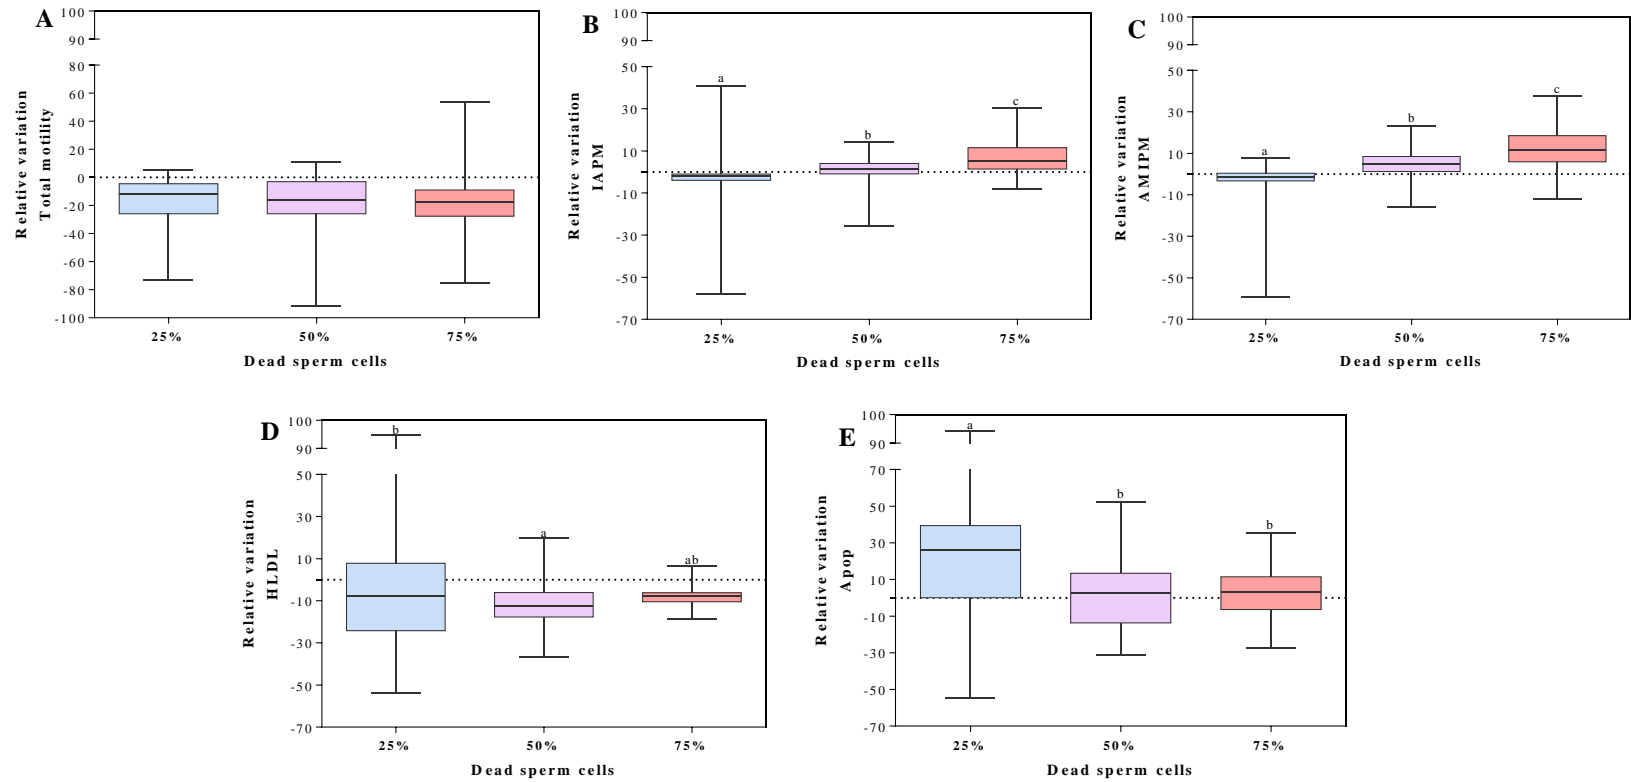 A
100
90
80
60
40
20
0
-20
-40
-60
-80
-100
Relative variation
Total motility
25%
50%
75%
Dead sperm cells
B
100
90
50
30
10
-10
-30
-50
-70
Relative variation
IAPM
a
b
c
25%
50%
75%
Dead sperm cells
C
100
90
50
30
10
-10
-30
-50
-70
Relative variation
AMIPM
a
b
c
25%
50%
75%
Dead sperm cells
D
100
90
50
30
10
-10
-30
-50
-70
Relative variation
HLDL
b
a
ab
25%
50%
75%
Dead sperm cells
E
100
90
70
50
30
10
-10
-30
-50
-70
Relative variation
Apop
a
b
b
25%
50%
75%
Dead sperm cells